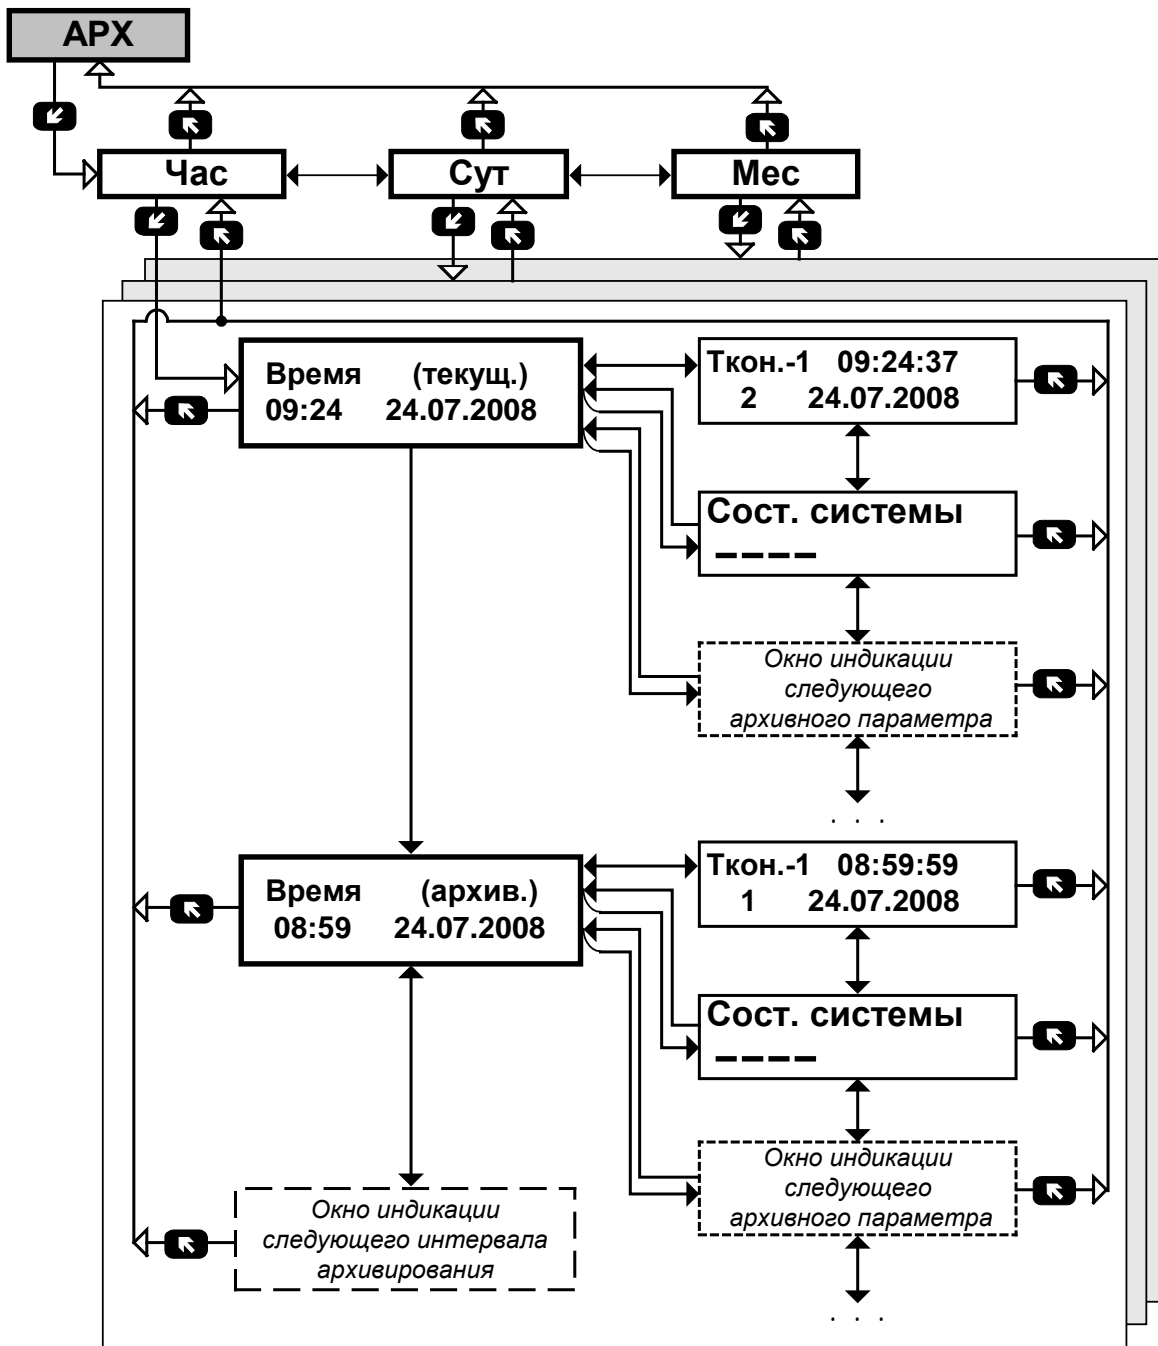 АРХ
Час
Сут
Мес
Время (текущ.)
09:24 24.07.2008
Ткон.-1 09:24:37
2 24.07.2008
Сост. системы
– – – –
Окно индикации
следующего
архивного параметра
. . .
Время (архив.)
08:59 24.07.2008
Ткон.-1 08:59:59
1 24.07.2008
Сост. системы
– – – –
Окно индикации
следующего
архивного параметра
. . .
Окно индикации
следующего интервала
архивирования